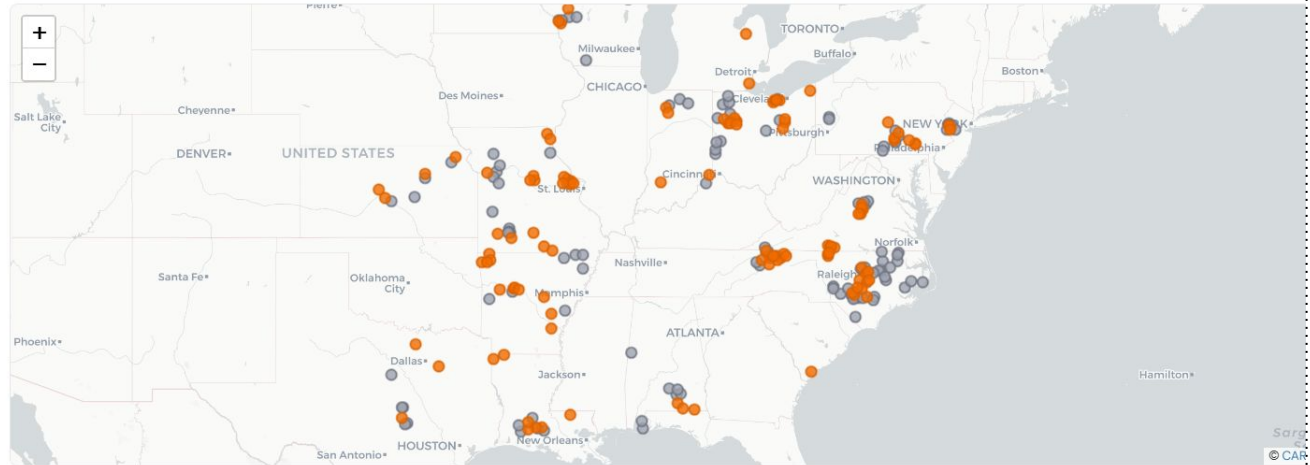 Pierre
+
−
TORONTO
Milwaukee
Buffalo
Detroit
Boston
CHICAGO
Des Moines
Clevela
Cheyenne
Salt Lake
City
NEW YORK
Pittsburgh
Philadelphia
DENVER
UNITED STATES
Cincinnati
WASHINGTON
St. Louis
Norfolk
Nashville
Raleigh
Santa Fe
Oklahoma
City
Memphis
ATLANTA
Phoenix
Dallas
Jackson
Hamilton
New Orleans
HOUSTON
San Antonio
Sarg
S
© CAR